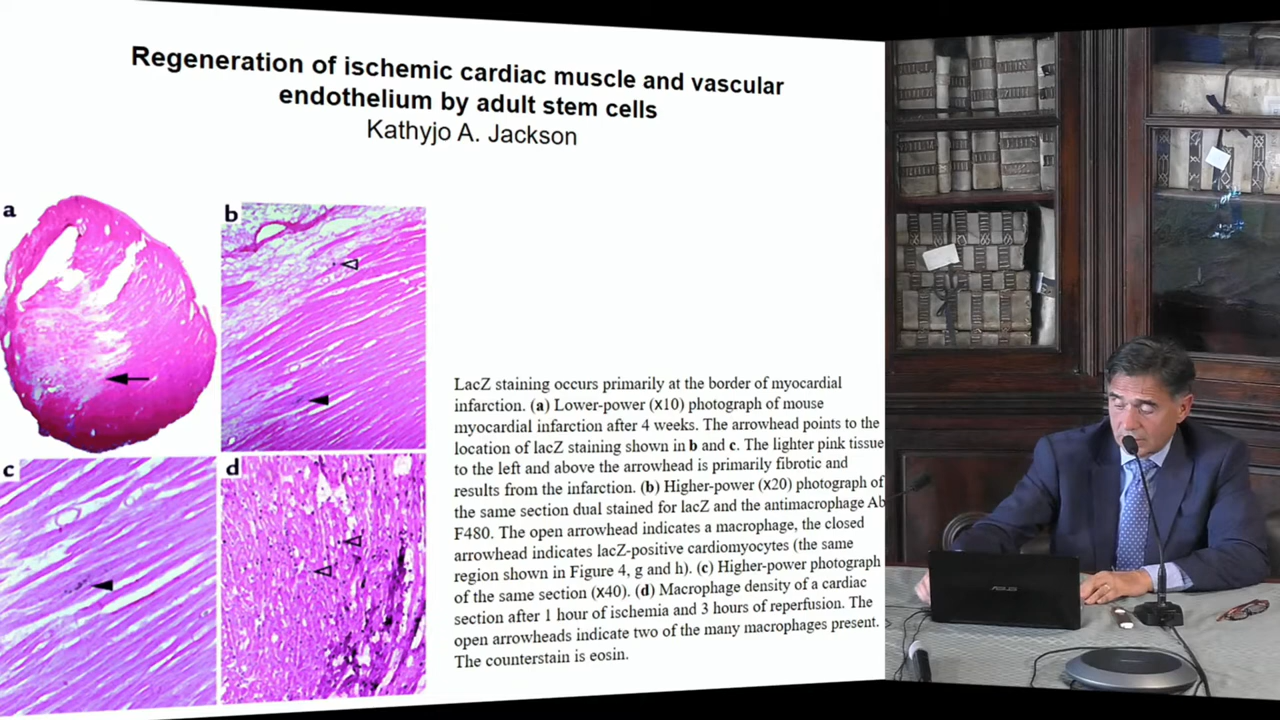 Regeneration of ischemic cardiac muscle and vascular
endothelium by adult stem cells
Kathyjo A. Jackson
a
b
c
d
LacZ staining occurs primarily at the border of myocardial
infarction. (a) Lower-power (x10) photograph of mouse
myocardial infarction after 4 weeks. The arrowhead points to the
location of lacZ staining shown in b and c. The lighter pink tissue
to the left and above the arrowhead is primarily fibrotic and
results from the infarction. (b) Higher-power (x20) photograph of
the same section dual stained for lacZ and the antimacrophage Ab
F480. The open arrowhead indicates a macrophage, the closed
arrowhead indicates lacZ-positive cardiomyocytes (the same
region shown in Figure 4, g and h). (c) Higher-power photograph
of the same section (x40). (d) Macrophage density of a cardiac
section after 1 hour of ischemia and 3 hours of reperfusion. The
open arrowheads indicate two of the many macrophages present.
The counterstain is eosin.
ASUS